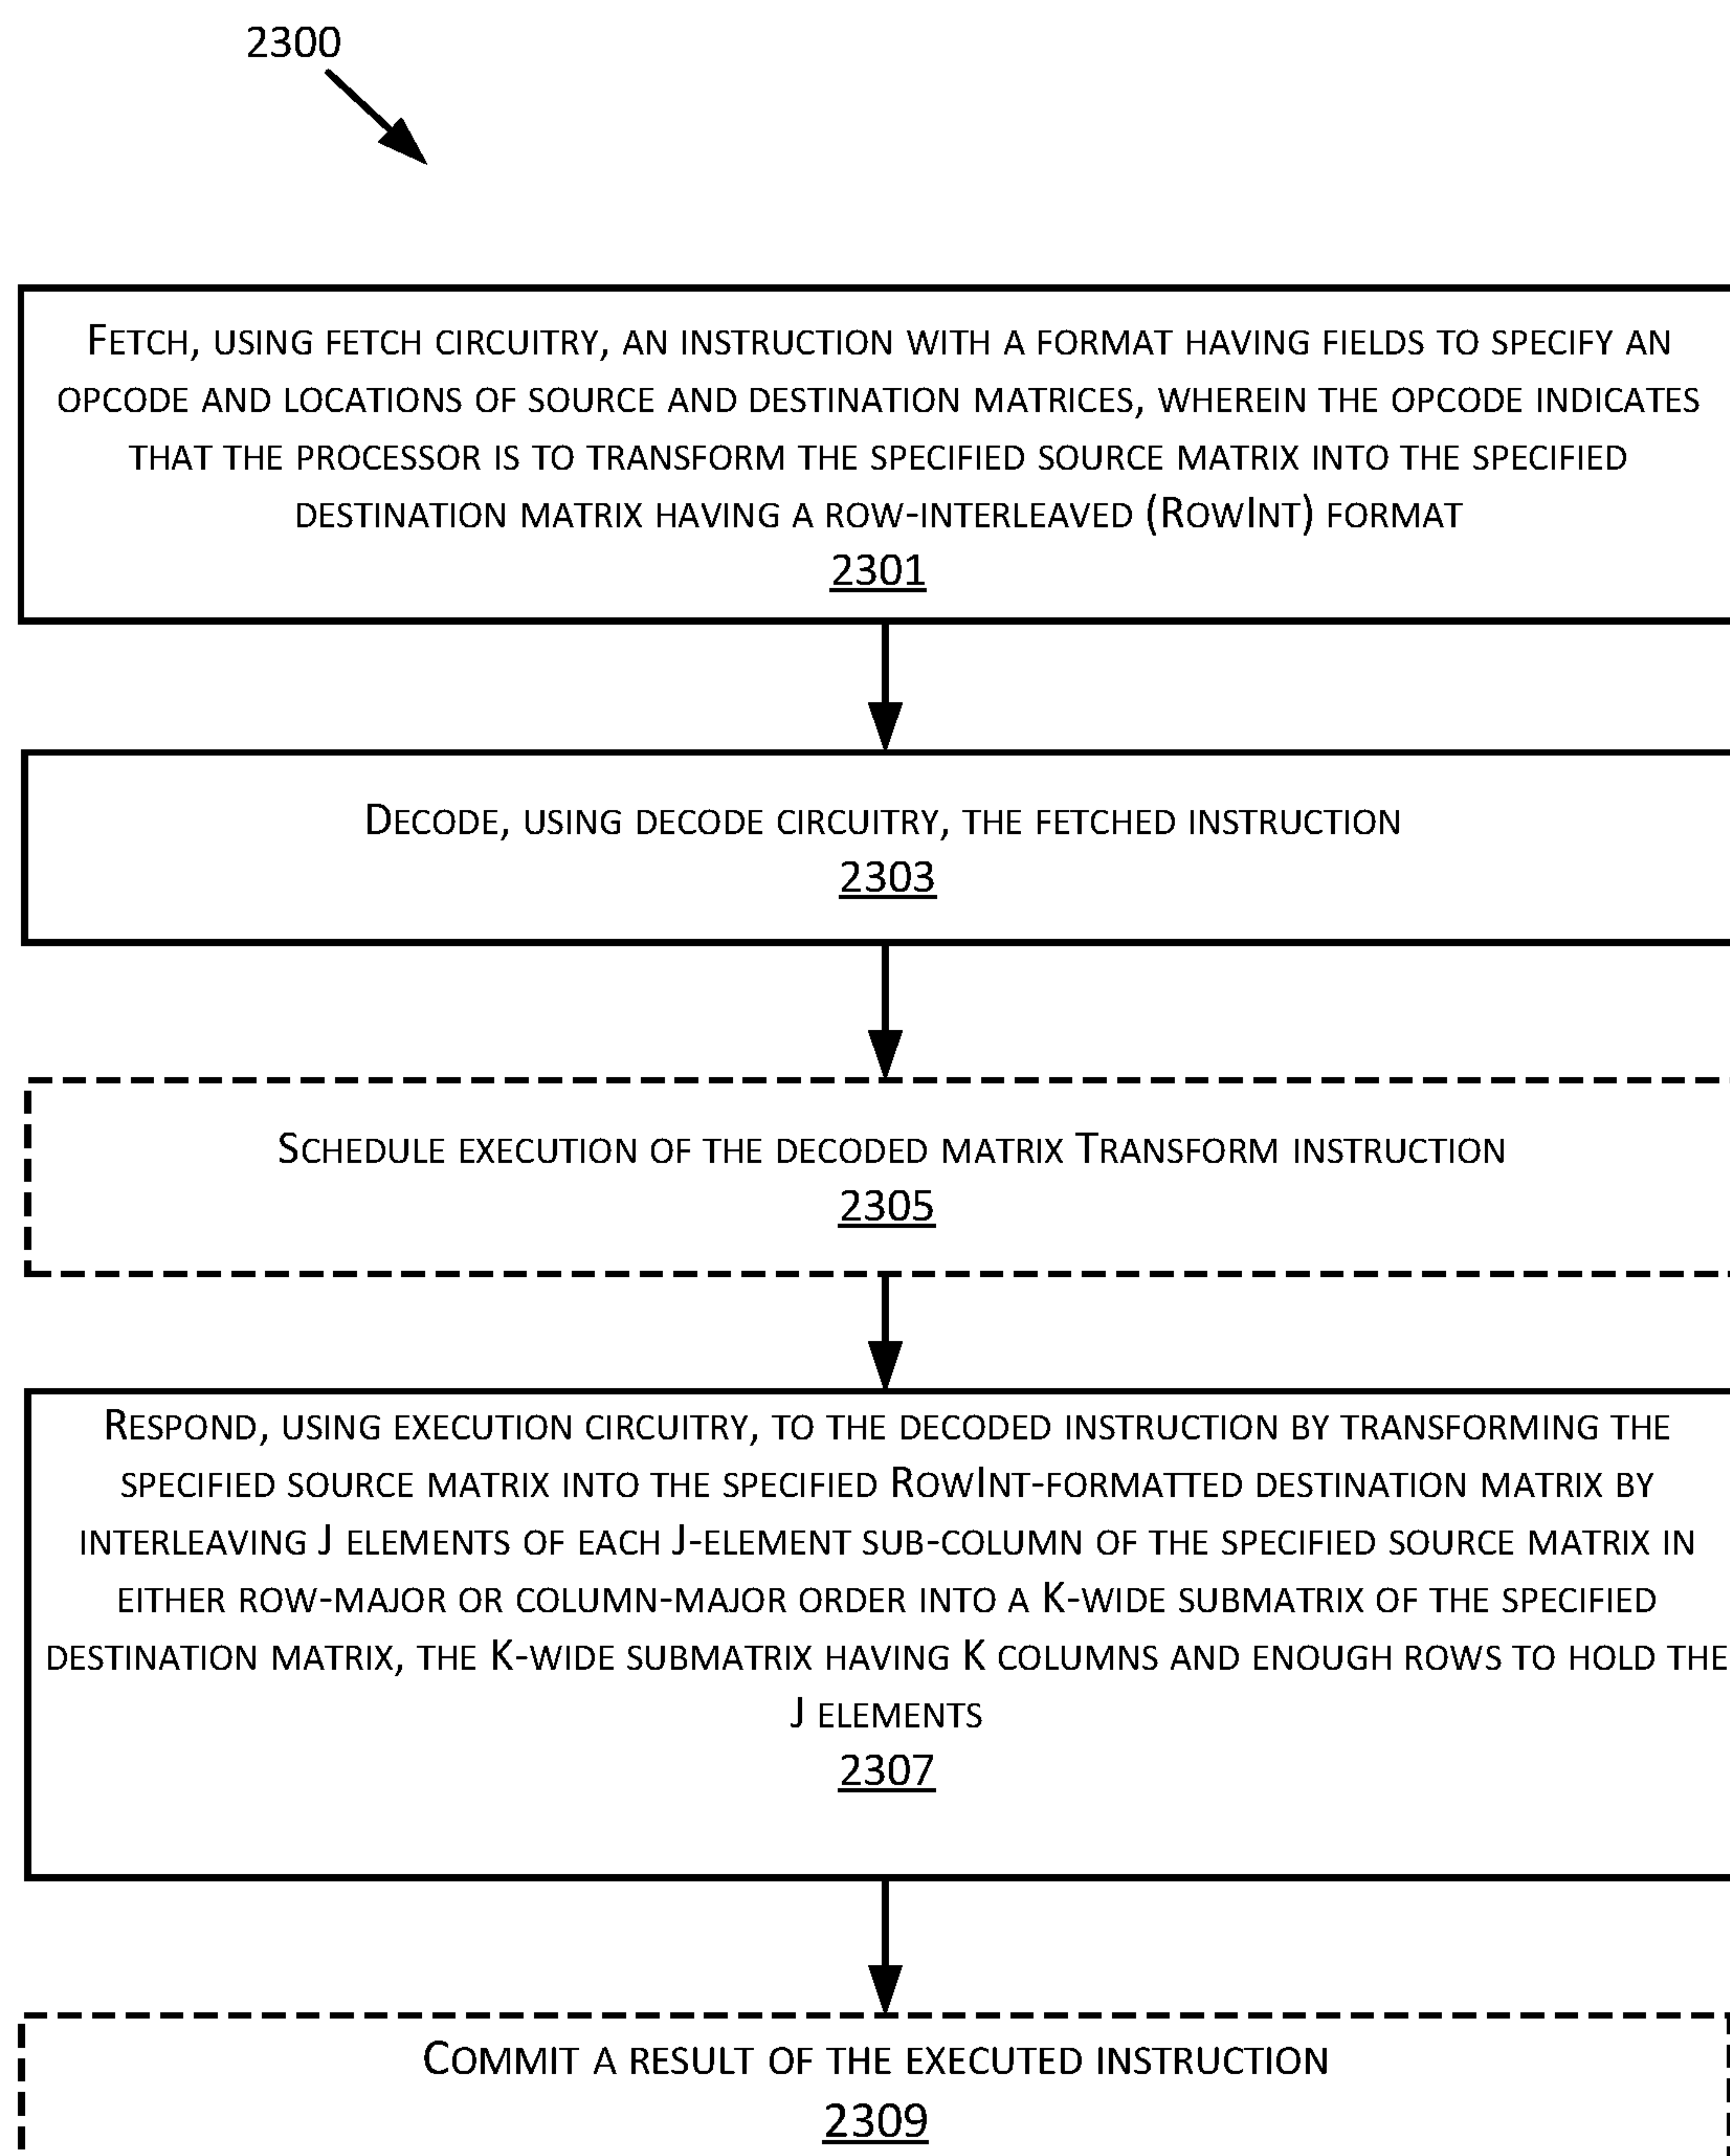 2300
Fetch, using fetch circuitry, an instruction with a format having fields to specify an
opcode and locations of source and destination matrices, wherein the opcode indicates
that the processor is to transform the specified source matrix into the specified
destination matrix having a row-interleaved (RowInt) format
2301
Decode, using decode circuitry, the fetched instruction
2303
Schedule execution of the decoded matrix Transform instruction
2305
Respond, using execution circuitry, to the decoded instruction by transforming the
specified source matrix into the specified RowInt-formatted destination matrix by
interleaving J elements of each J-element sub-column of the specified source matrix in
either row-major or column-major order into a K-wide submatrix of the specified
destination matrix, the K-wide submatrix having K columns and enough rows to hold the
J elements
2307
Commit a result of the executed instruction
2309